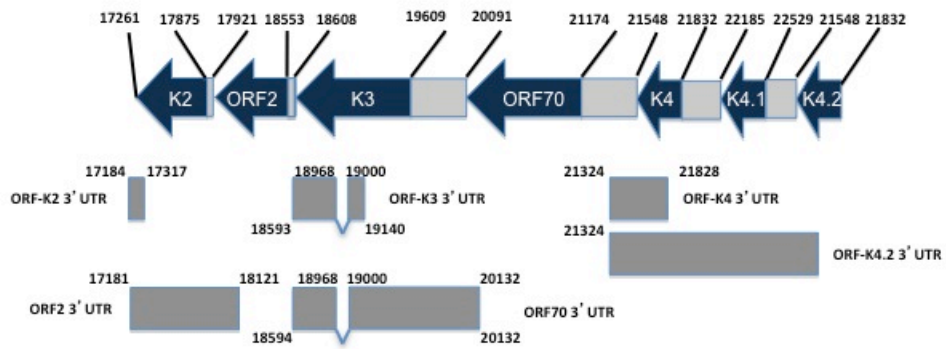 17261 17875 17921 18553 18608 19609 20091 21174 21548 21832 22185 22529 21548 21832
K2 ORF2 K3 ORF70 K4 K4.1 K4.2
17184 17317 18968 19000 21324 21828
ORF-K2 3' UTR ORF-K3 3' UTR ORF-K4 3' UTR
18593 19140 21324
ORF-K4.2 3' UTR
17181 18121 18968 19000 20132
ORF2 3' UTR ORF70 3' UTR
18594 20132